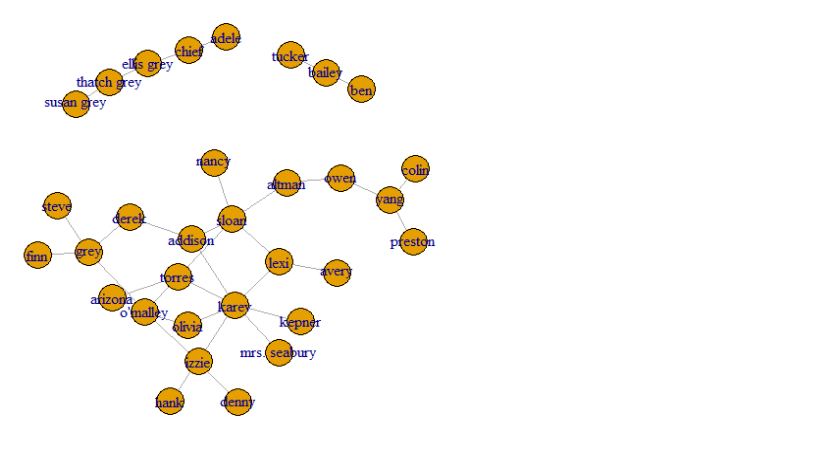 adele
chief
ellis grey
thatch grey
susan grey
tucker
bailey
ben
nancy
colin
owen
altman
yang
steve
derek
sloan
addison
preston
grey
finn
lexi
avery
torres
arizona
o'malley
karev
olivia
kepner
mrs. seabury
izzie
hank
denny